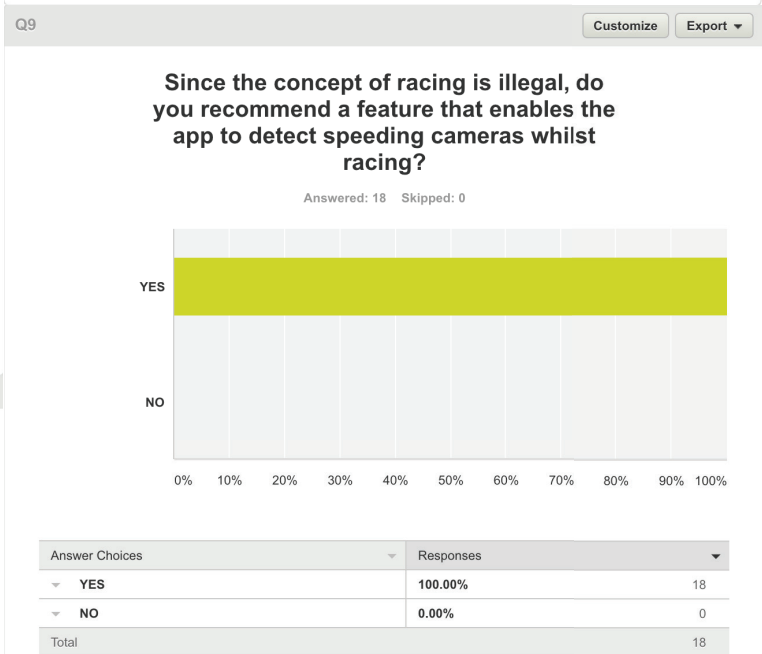 Q9
Customize
Export
Since the concept of racing is illegal, do
you recommend a feature that enables the
app to detect speeding cameras whilst
racing?
Answered: 18 Skipped: 0
YES
NO
0% 10% 20% 30% 40% 50% 60% 70% 80% 90% 100%
Answer Choices Responses
YES 100.00% 18
NO 0.00% 0
Total 18